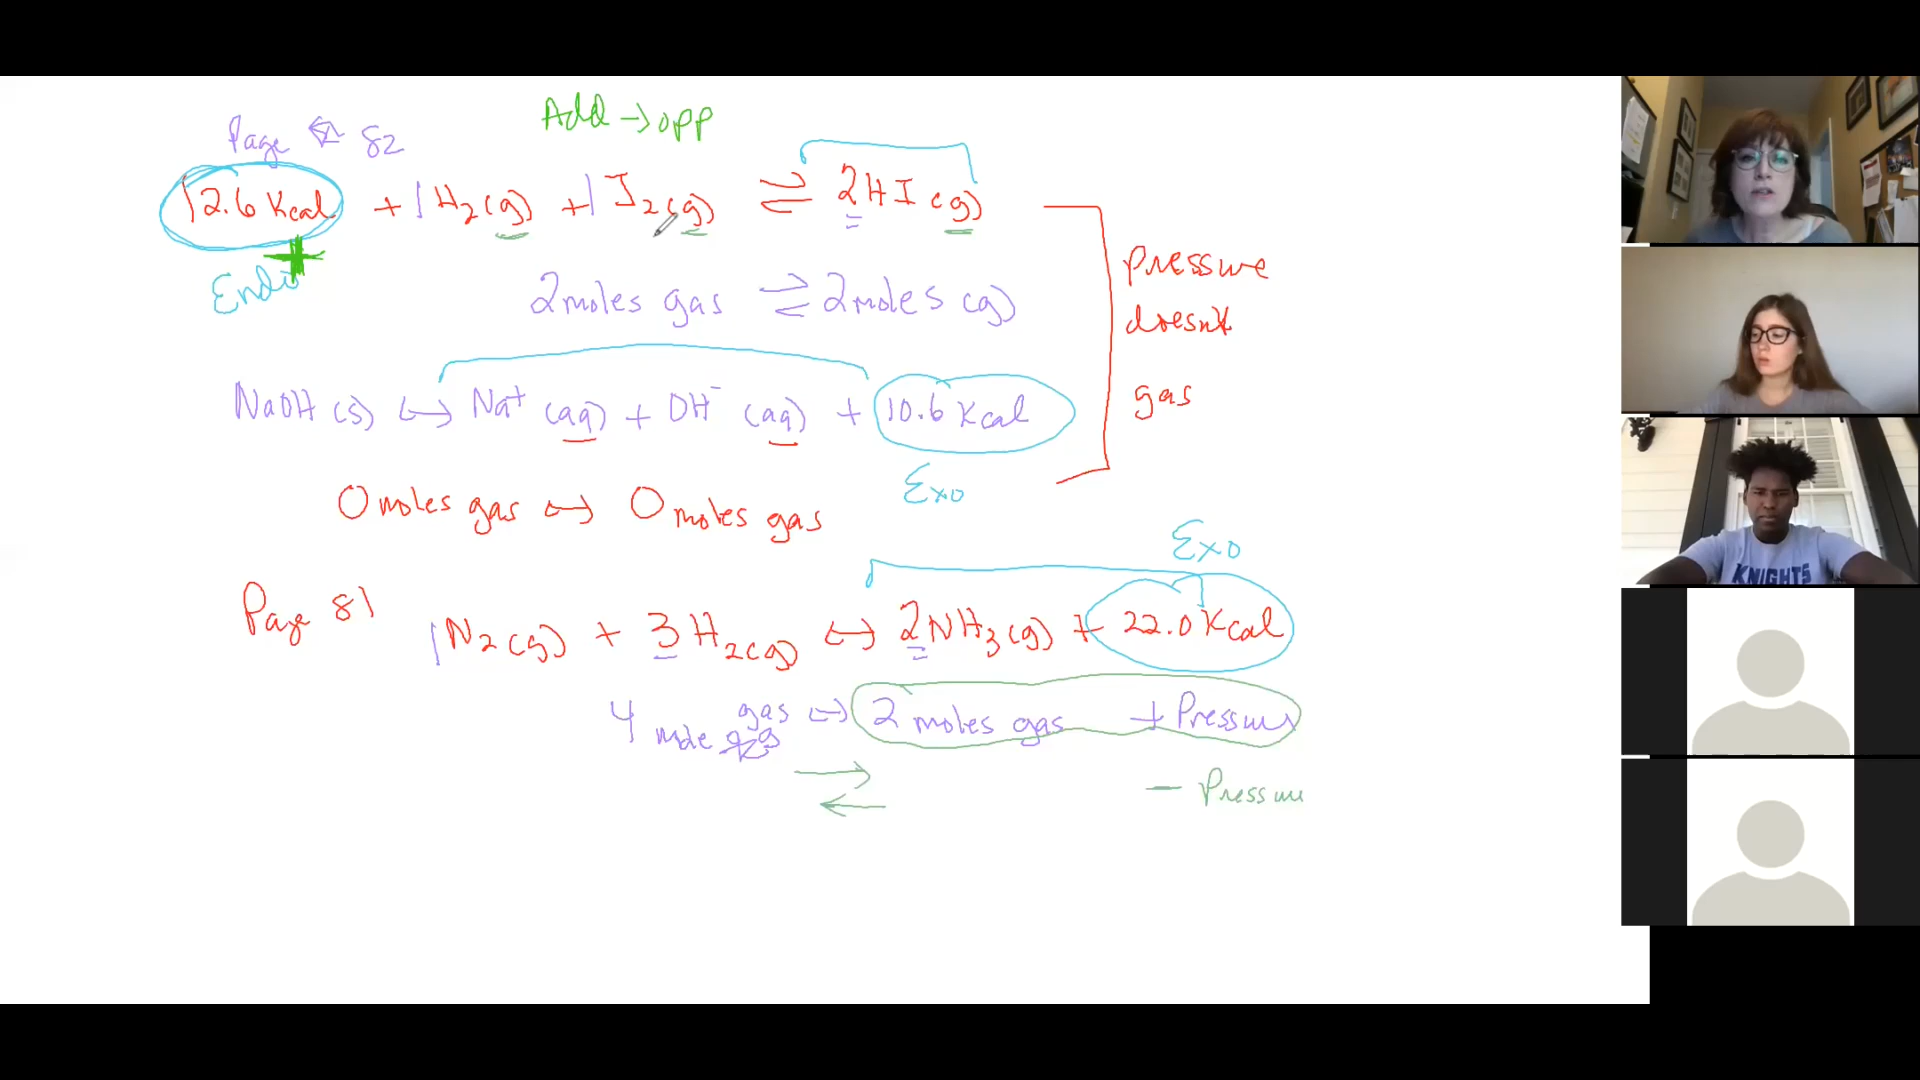 Add → opp
Page 82
12.6 Kcal + 1 H2(g) + 1 I2(g) ⇌ 2HI(g)
+
Endo
2 moles gas ⇌ 2 moles (g)
pressure
doesn't
gas
NaOH (s) ↔ Na+ (aq) + OH- (aq) + 10.6 Kcal
Exo
0 moles gas ↔ 0 moles gas
Exo
Page 81
1 N2(g) + 3 H2(g) ↔ 2NH3(g) + 22.0 Kcal
4 mole gas ↔ 2 moles gas + Pressure
→
←
− Pressure
KNIGHTS